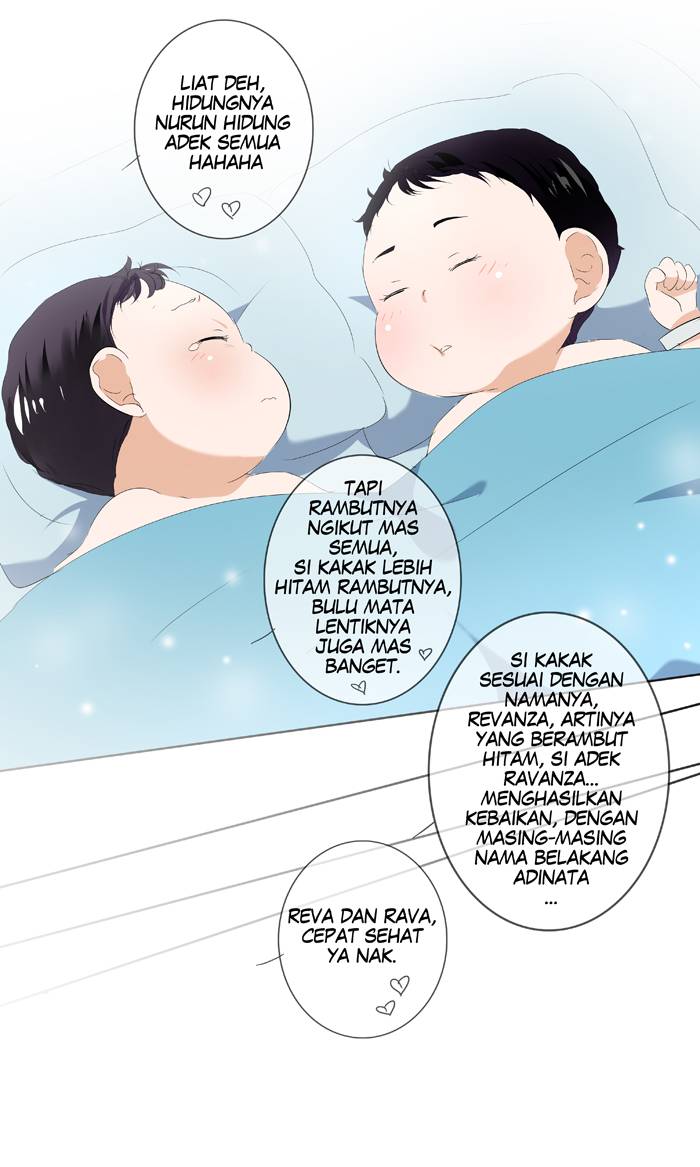 LIAT DEH,
HIDUNGNYA
NURUN HIDUNG
ADEK SEMUA
HAHAHA
TAPI
RAMBUTNYA
NGIKUT MAS
SEMUA,
SI KAKAK LEBIH
HITAM RAMBUTNYA,
BULU MATA
LENTIKNYA
JUGA MAS
BANGET.
SI KAKAK
SESUAI DENGAN
NAMANYA,
REVANZA, ARTINYA
YANG BERAMBUT
HITAM, SI ADEK
RAVANZA...
MENGHASILKAN
KEBAIKAN, DENGAN
MASING-MASING
NAMA BELAKANG
ADINATA
...
REVA DAN RAVA,
CEPAT SEHAT
YA NAK.